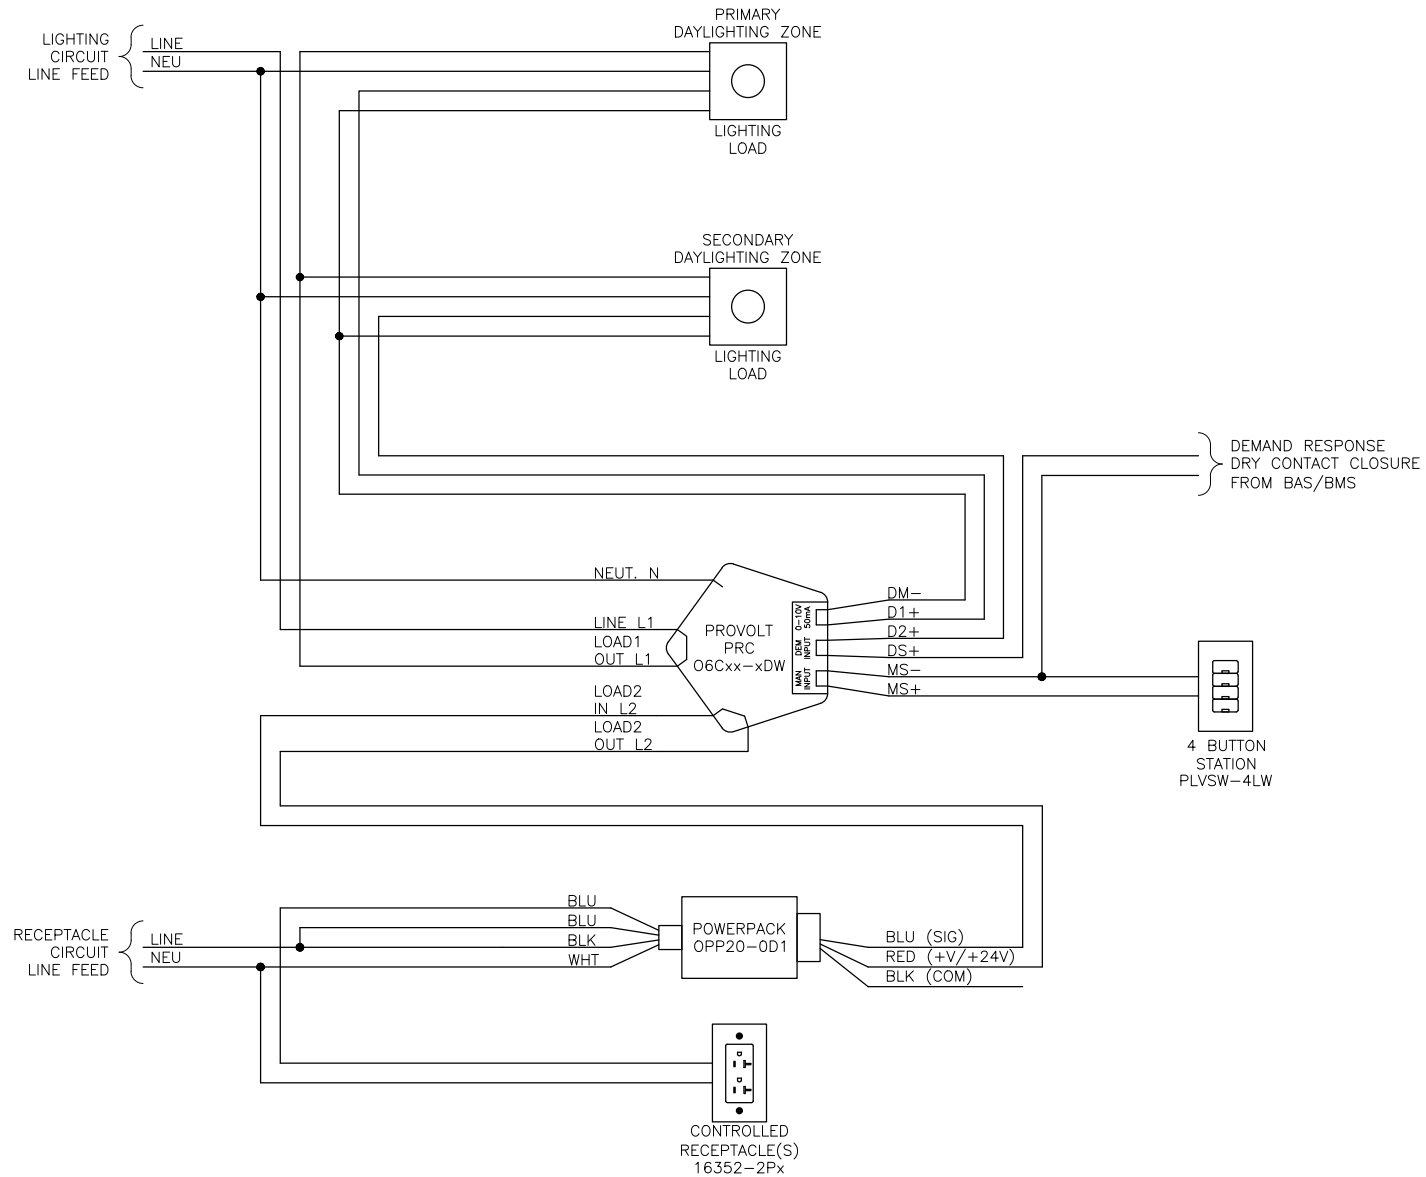 PRIMARY
DAYLIGHTING ZONE
LIGHTING
CIRCUIT
LINE FEED
LINE
NEU
LIGHTING
LOAD
SECONDARY
DAYLIGHTING ZONE
LIGHTING
LOAD
DEMAND RESPONSE
DRY CONTACT CLOSURE
FROM BAS/BMS
NEUT. N
LINE L1
LOAD1
OUT L1
LOAD2
IN L2
LOAD2
OUT L2
PROVOLT
PRC
O6Cxx-xDW
0-10V
50mA
DEM
INPUT
MAN
INPUT
DM-
D1+
D2+
DS+
MS-
MS+
4 BUTTON
STATION
PLVSW-4LW
RECEPTACLE
CIRCUIT
LINE FEED
LINE
NEU
BLU
BLU
BLK
WHT
POWERPACK
OPP20-0D1
BLU (SIG)
RED (+V/+24V)
BLK (COM)
CONTROLLED
RECEPTACLE(S)
16352-2Px